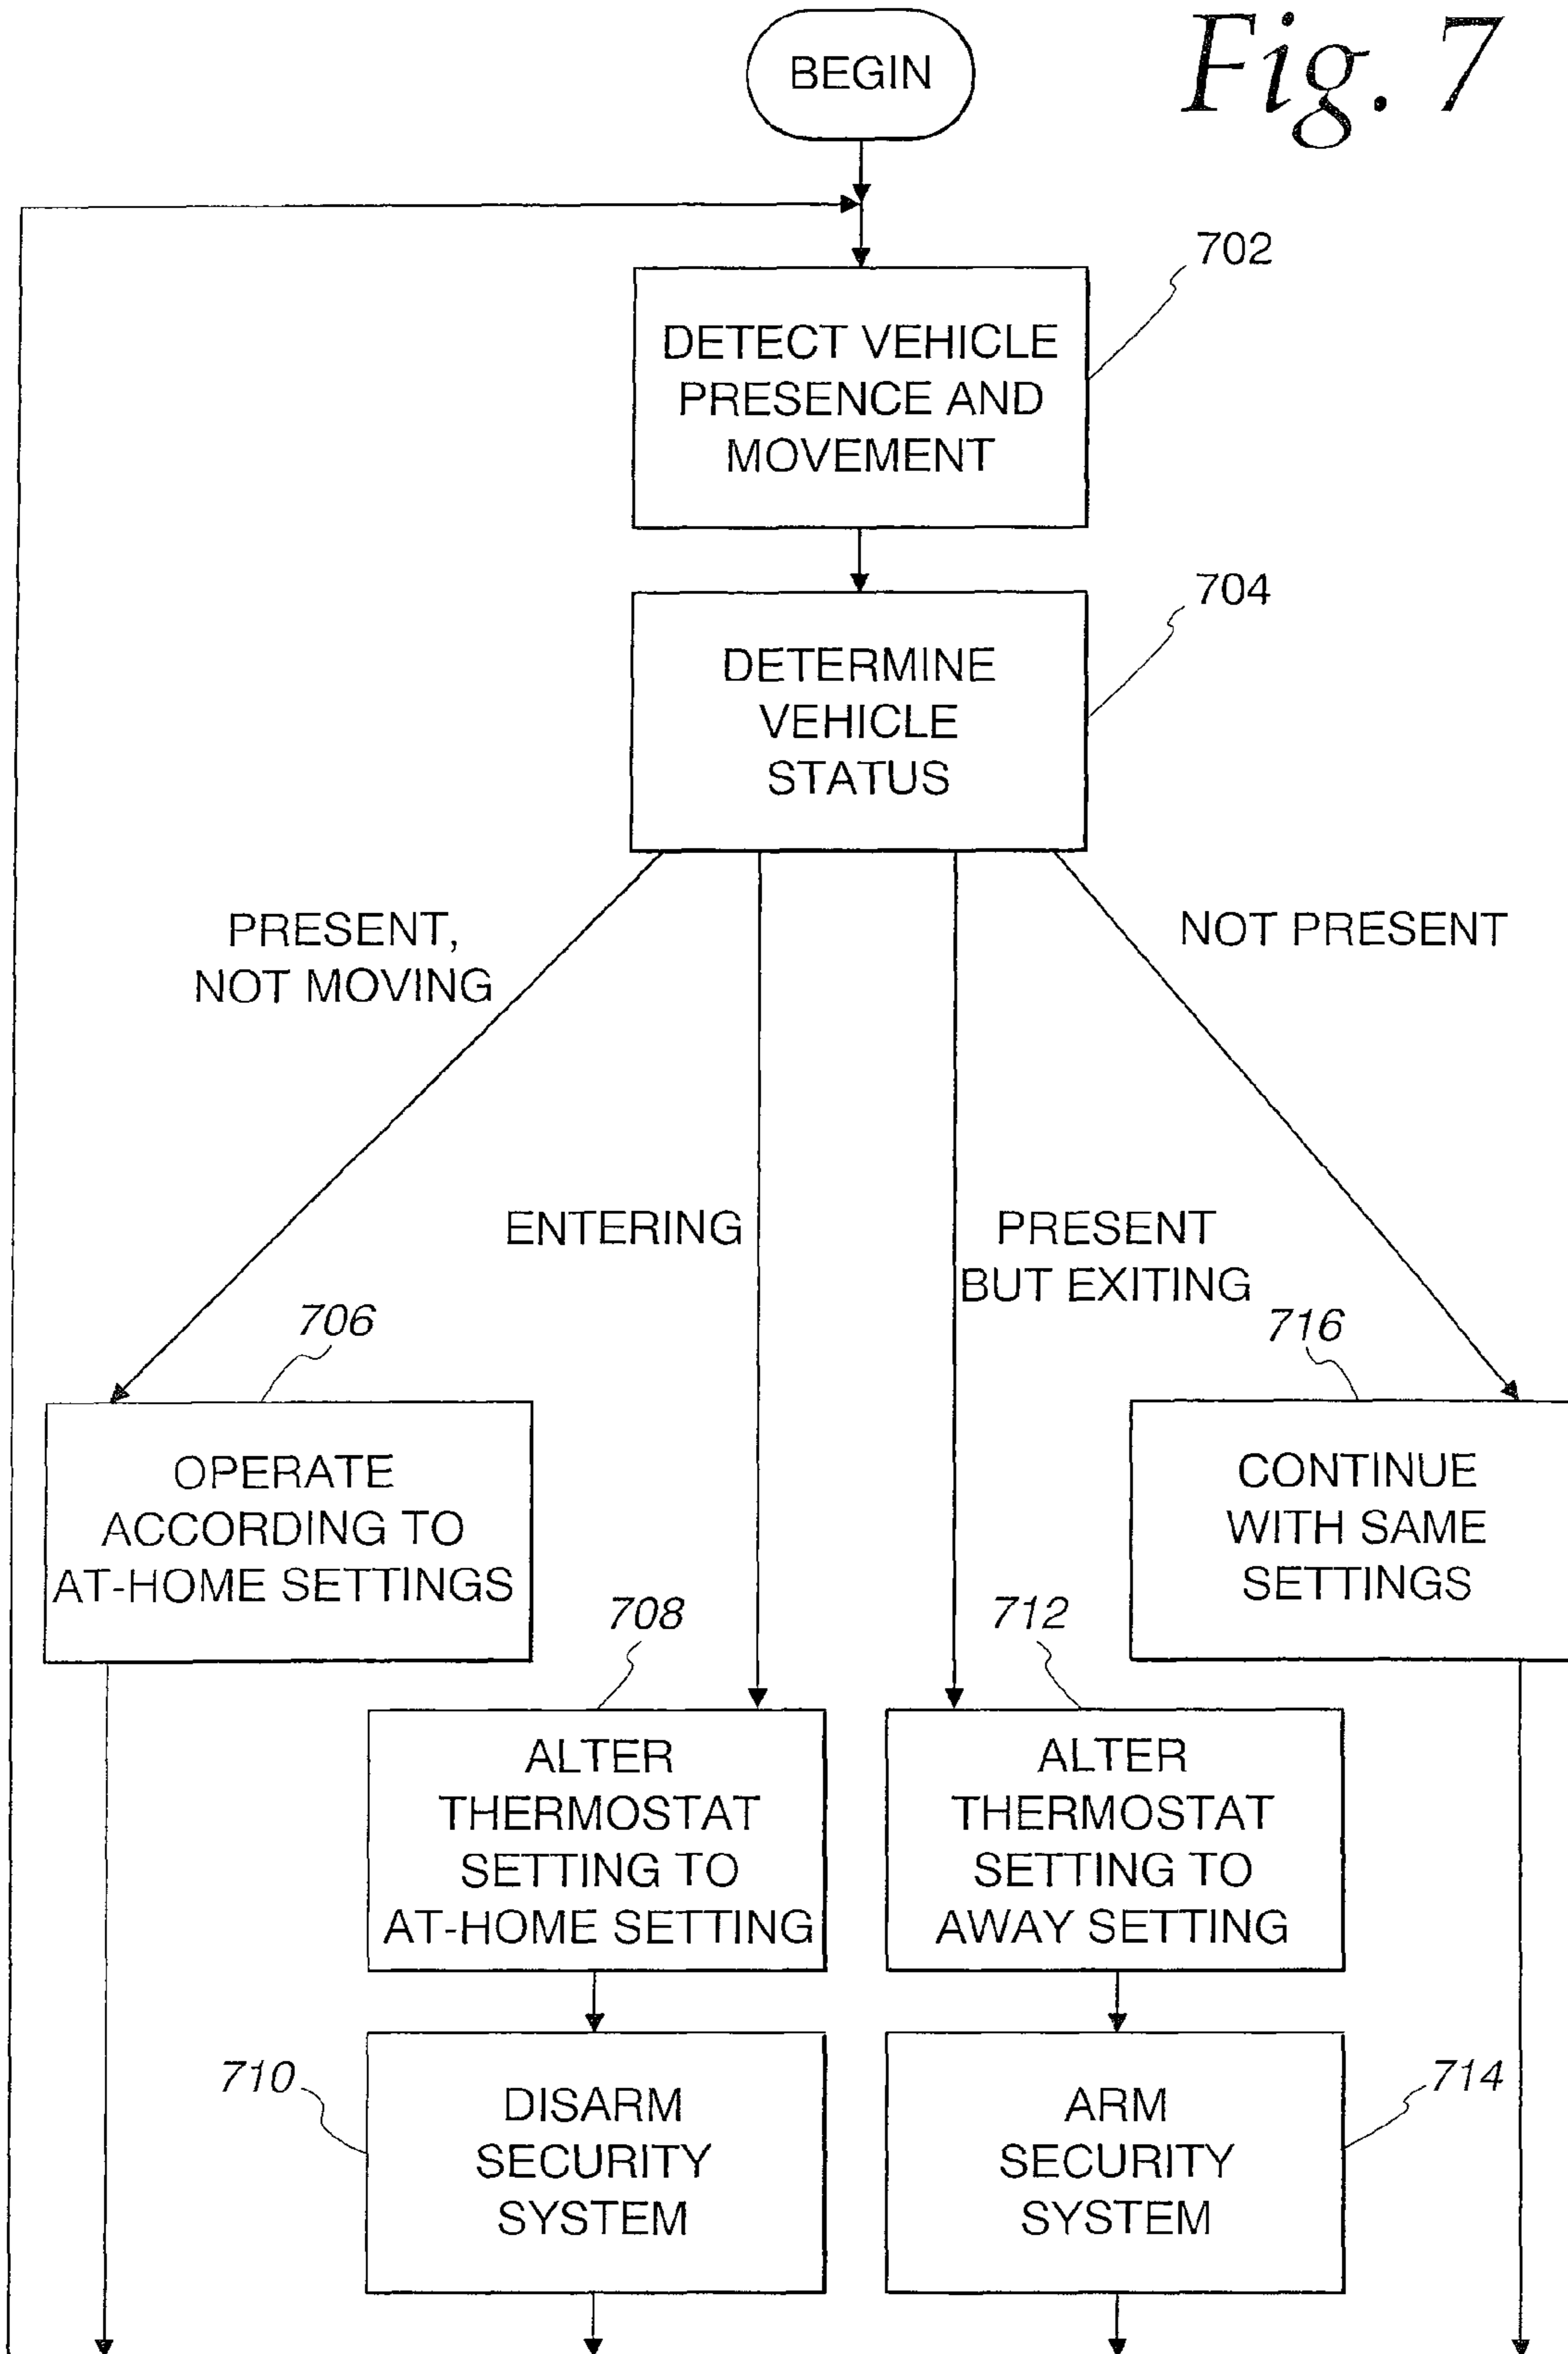 Fig. 7
BEGIN
702
DETECT VEHICLE
PRESENCE AND
MOVEMENT
704
DETERMINE
VEHICLE
STATUS
PRESENT,
NOT MOVING
NOT PRESENT
ENTERING
PRESENT
BUT EXITING
706
716
OPERATE
ACCORDING TO
AT-HOME SETTINGS
CONTINUE
WITH SAME
SETTINGS
708
712
ALTER
THERMOSTAT
SETTING TO
AT-HOME SETTING
ALTER
THERMOSTAT
SETTING TO
AWAY SETTING
710
DISARM
SECURITY
SYSTEM
ARM
SECURITY
SYSTEM
714